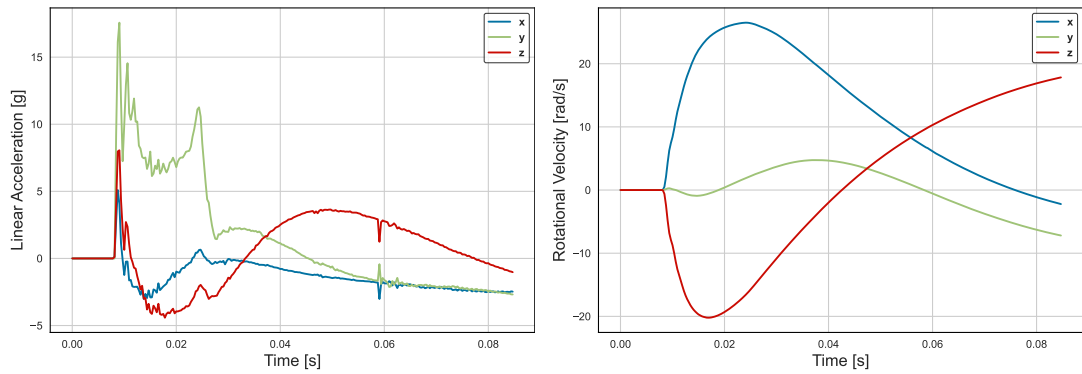 x
y
z
15
10
5
0
−5
0.00 0.02 0.04 0.06 0.08
Time [s]
Linear Acceleration [g]
x
y
z
20
10
0
−10
−20
0.00 0.02 0.04 0.06 0.08
Time [s]
Rotational Velocity [rad/s]